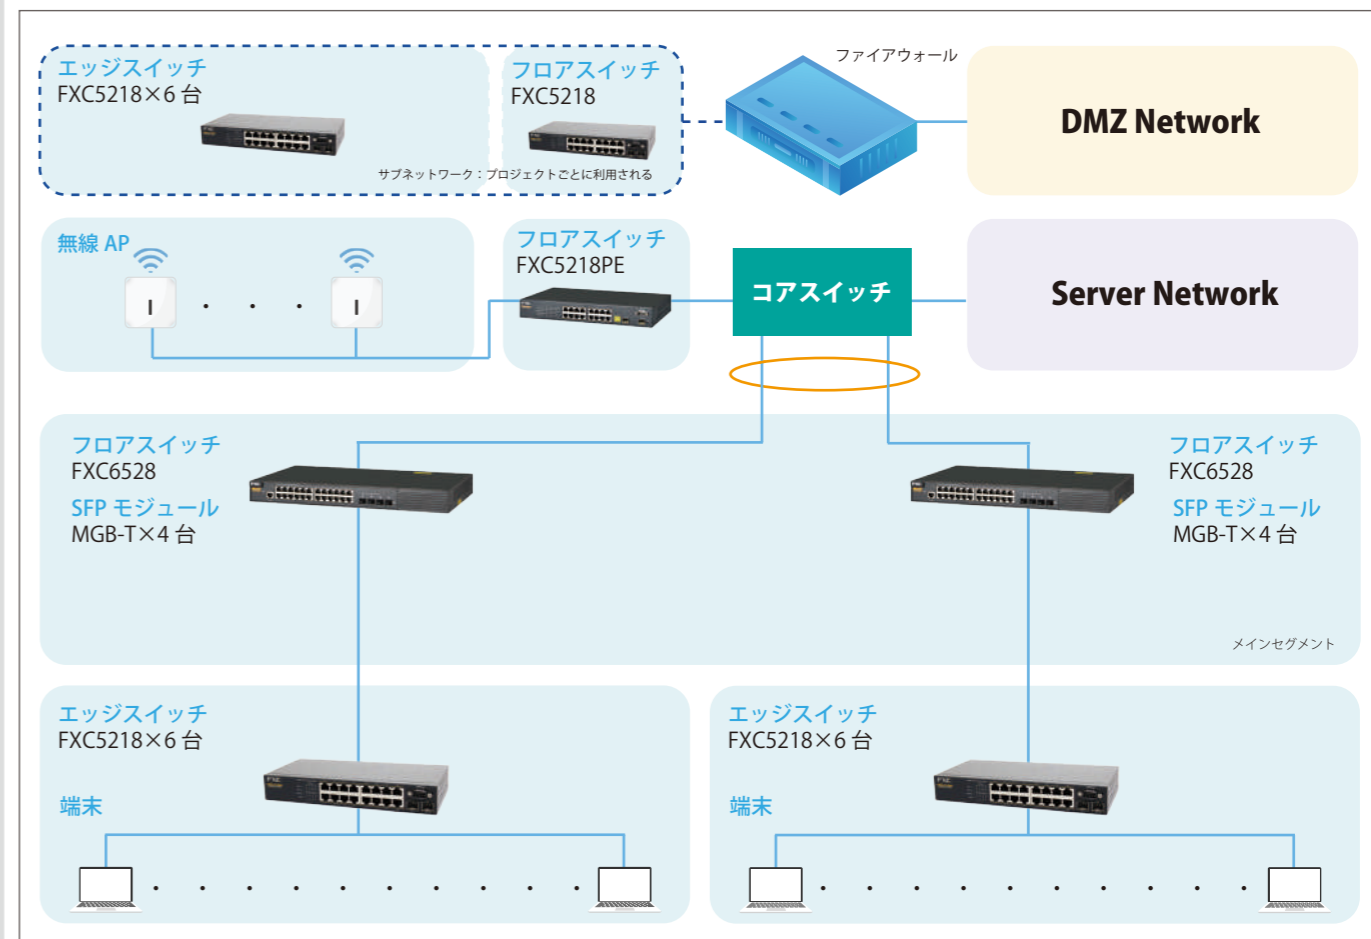 エッジスイッチ
FXC5218×6 台
フロアスイッチ
FXC5218
サブネットワーク：プロジェクトごとに利用される
ファイアウォール
DMZ Network
無線 AP
フロアスイッチ
FXC5218PE
コアスイッチ
Server Network
フロアスイッチ
FXC6528
SFP モジュール
MGB-T×4 台
フロアスイッチ
FXC6528
SFP モジュール
MGB-T×4 台
メインセグメント
エッジスイッチ
FXC5218×6 台
端末
エッジスイッチ
FXC5218×6 台
端末